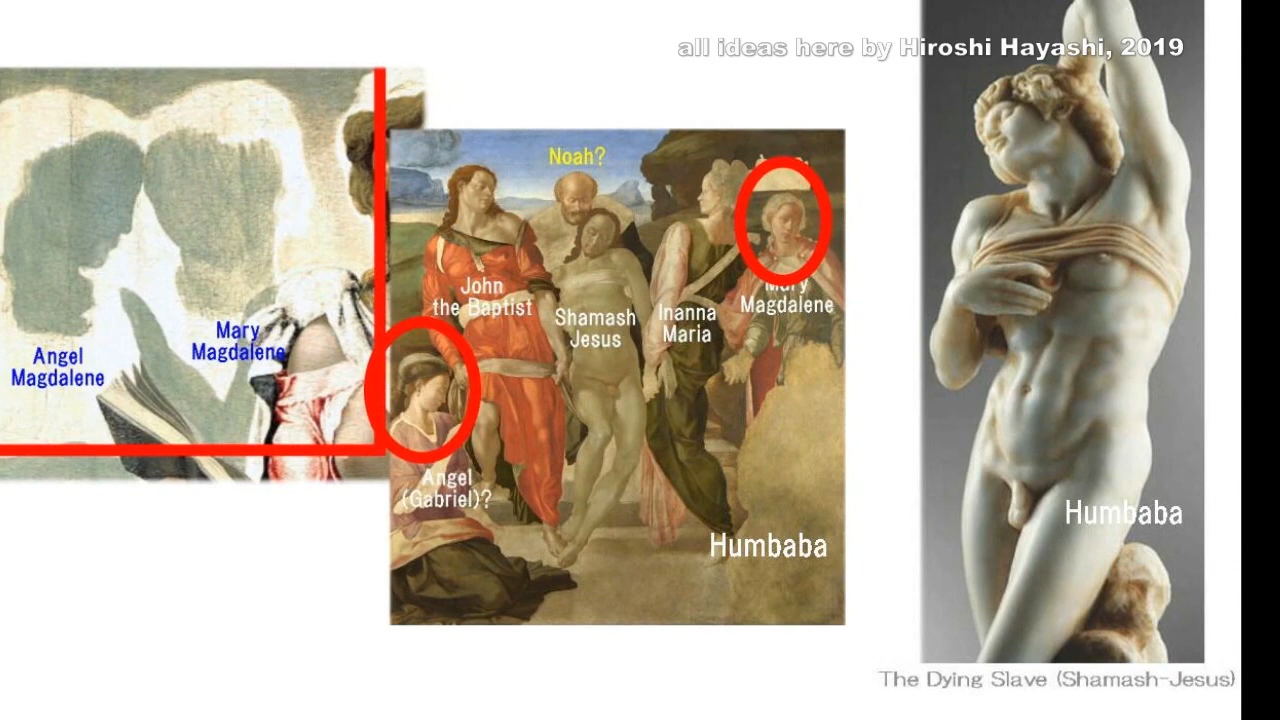 all ideas here by Hiroshi Hayashi, 2019
Noah?
John
the Baptist
Shamash
Jesus
Inanna
Maria
Mary
Magdalene
Mary
Magdalene
Angel
Magdalene
Angel
(Gabriel)?
Humbaba
Humbaba
The Dying Slave (Shamash-Jesus)